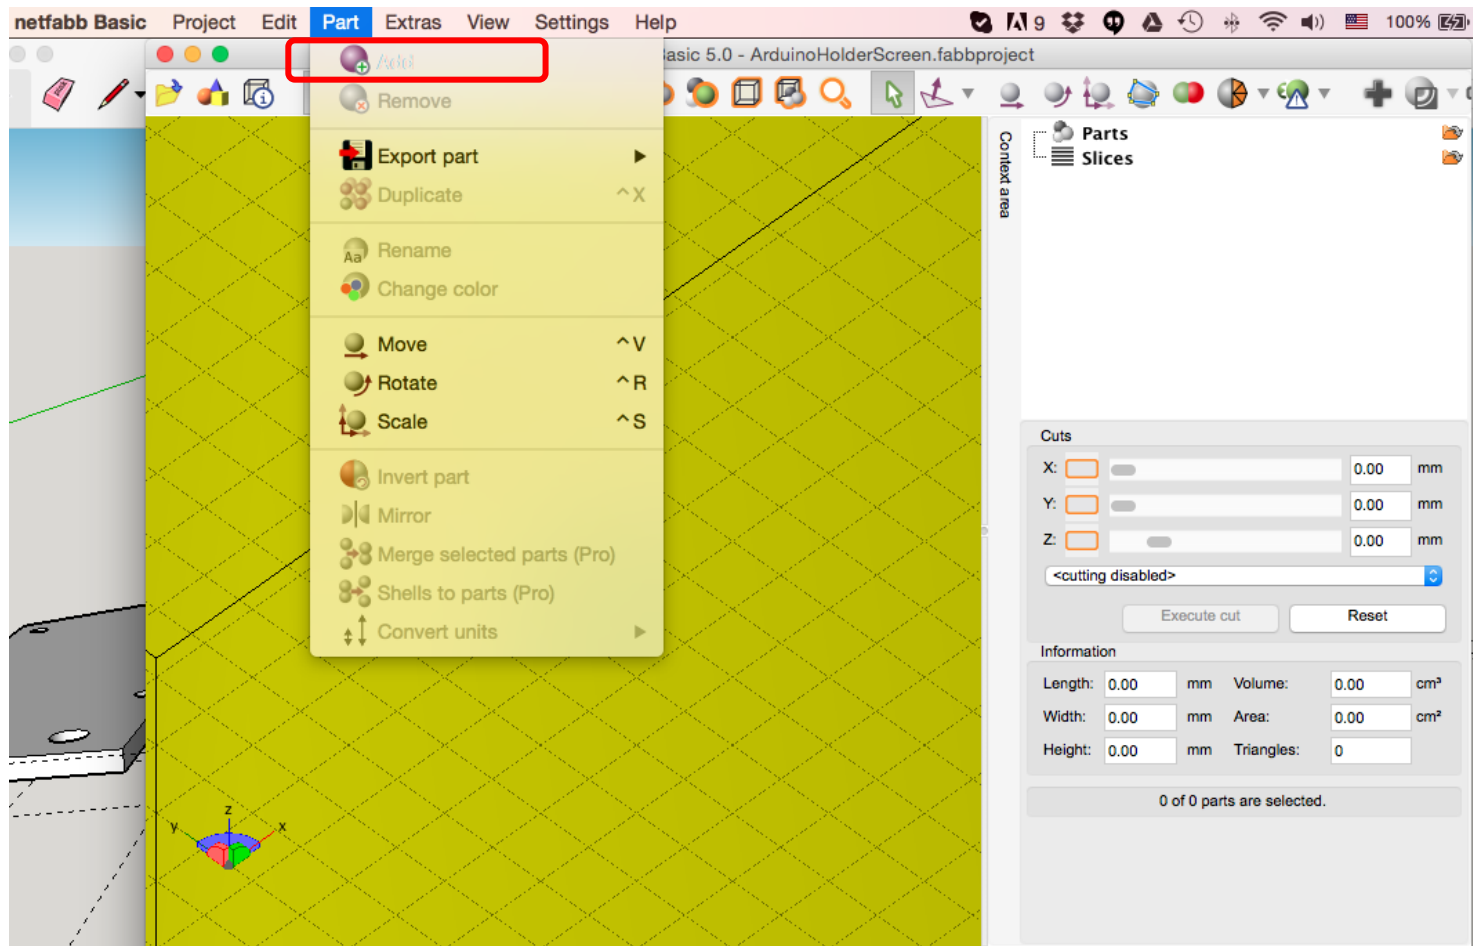 netfabb Basic Project Edit Part Extras View Settings Help 9 100%
asic 5.0 - ArduinoHolderScreen.fabbproject
Add
Remove
Export part
Duplicate ^X
Aa Rename
Change color
Move ^V
Rotate ^R
Scale ^S
Invert part
Mirror
Merge selected parts (Pro)
Shells to parts (Pro)
Convert units
z
y
x
Context area
Parts
Slices
Cuts
X: 0.00 mm
Y: 0.00 mm
Z: 0.00 mm
<cutting disabled>
Execute cut Reset
Information
Length: 0.00 mm Volume: 0.00 cm³
Width: 0.00 mm Area: 0.00 cm²
Height: 0.00 mm Triangles: 0
0 of 0 parts are selected.